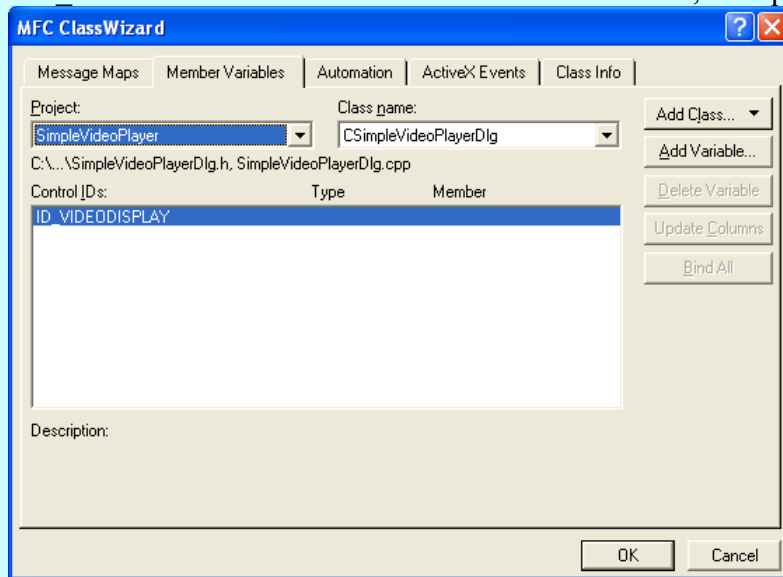 MFC ClassWizard
Message Maps Member Variables Automation ActiveX Events Class Info
Project: Class name:
SimpleVideoPlayer CSimpleVideoPlayerDlg
C:\...\SimpleVideoPlayerDlg.h, SimpleVideoPlayerDlg.cpp
Control IDs: Type Member
ID_VIDEODISPLAY
Add Class...
Add Variable...
Delete Variable
Update Columns
Bind All
Description:
OK Cancel